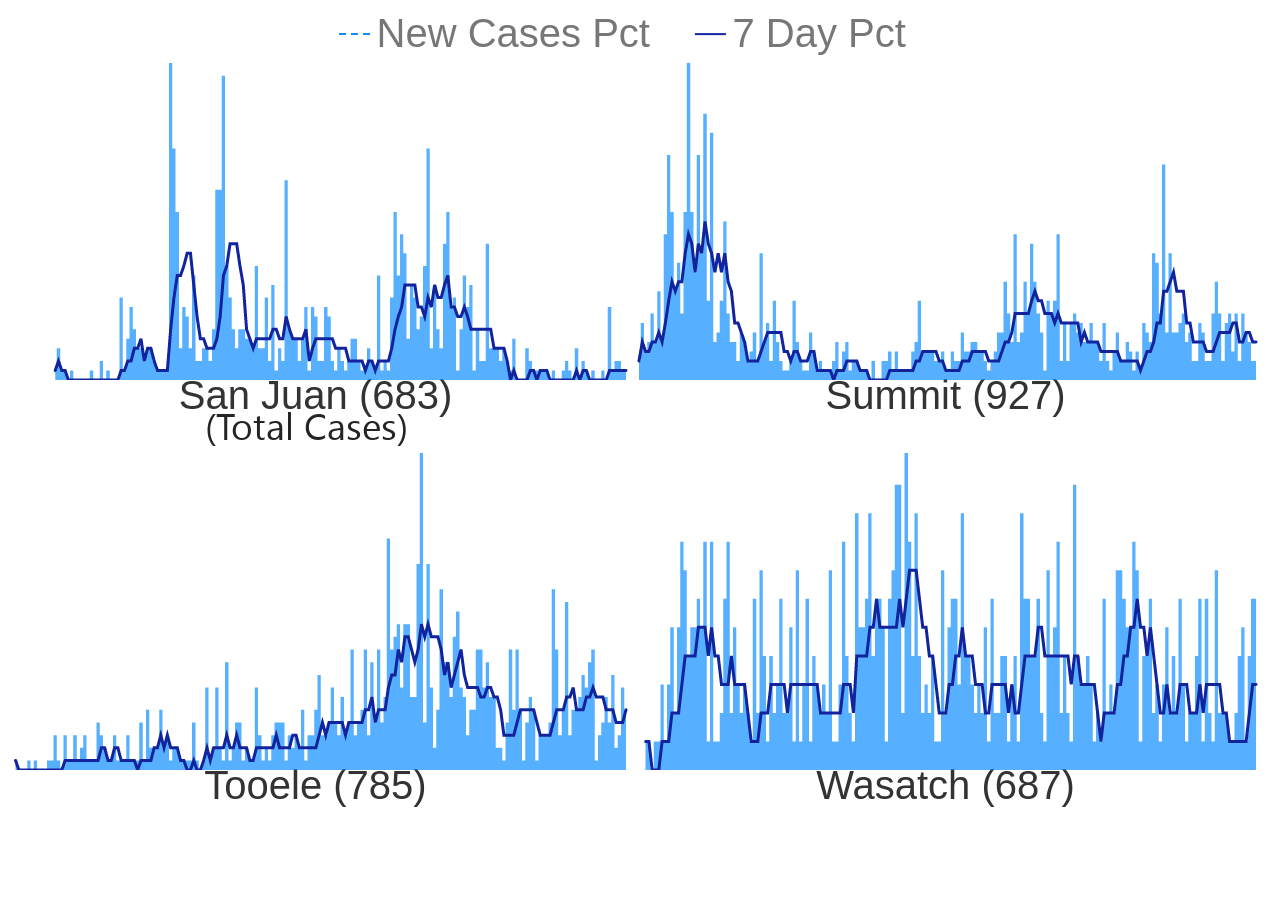 New Cases Pct 7 Day Pct
San Juan (683) Summit (927)
(Total Cases)
Tooele (785) Wasatch (687)